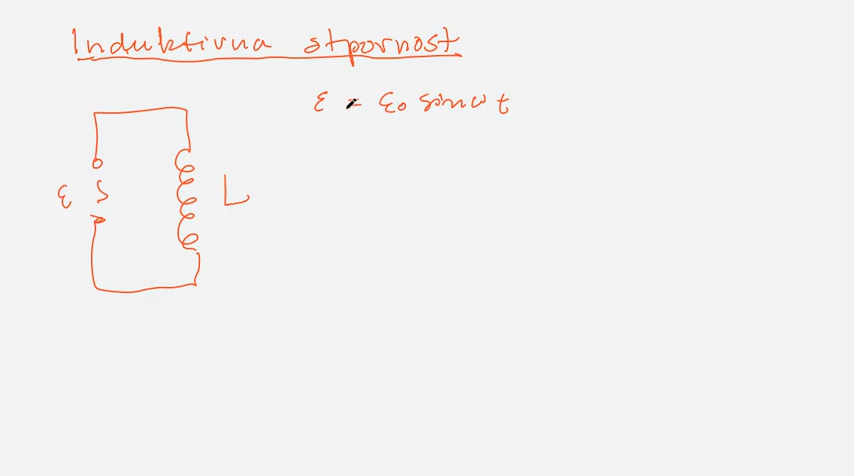 Induktivna otpornost
ε = ε₀ sin ω t
ε
L